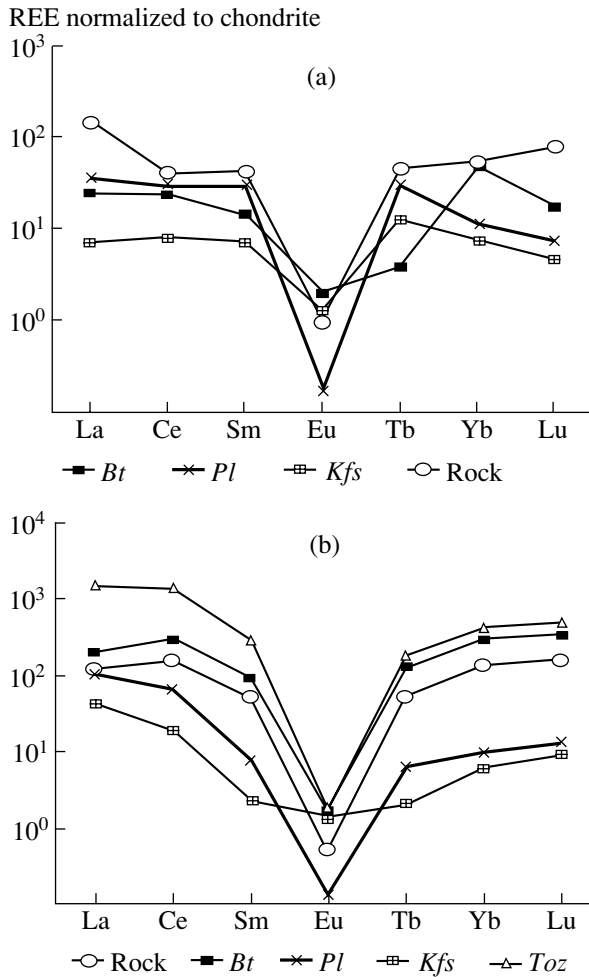 REE normalized to chondrite
10³
(a)
10²
10¹
10⁰
La Ce Sm Eu Tb Yb Lu
Bt Pl Kfs Rock
10⁴
(b)
10³
10²
10¹
10⁰
La Ce Sm Eu Tb Yb Lu
Rock Bt Pl Kfs Toz